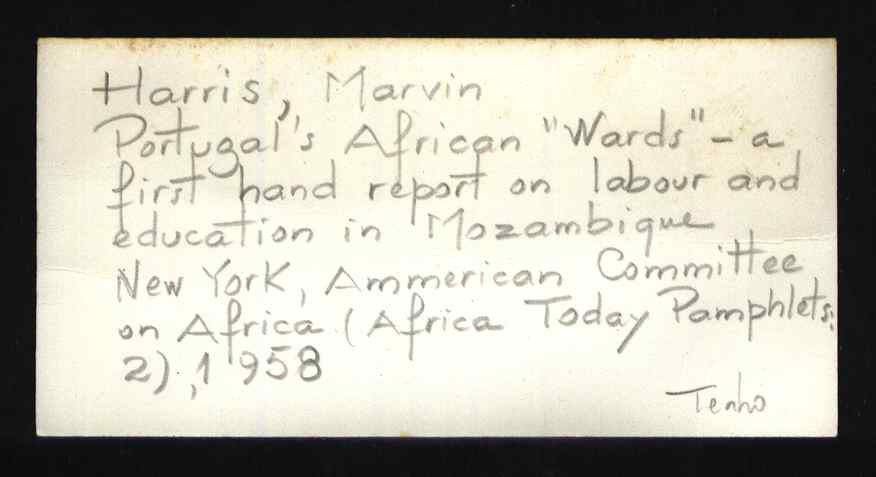 Harris, Marvin
Portugal's African "Wards" – a
first hand report on labour and
education in Mozambique
New York, Ammerican Committee
on Africa (Africa Today Pamphlets:
2), 1958
Tenho